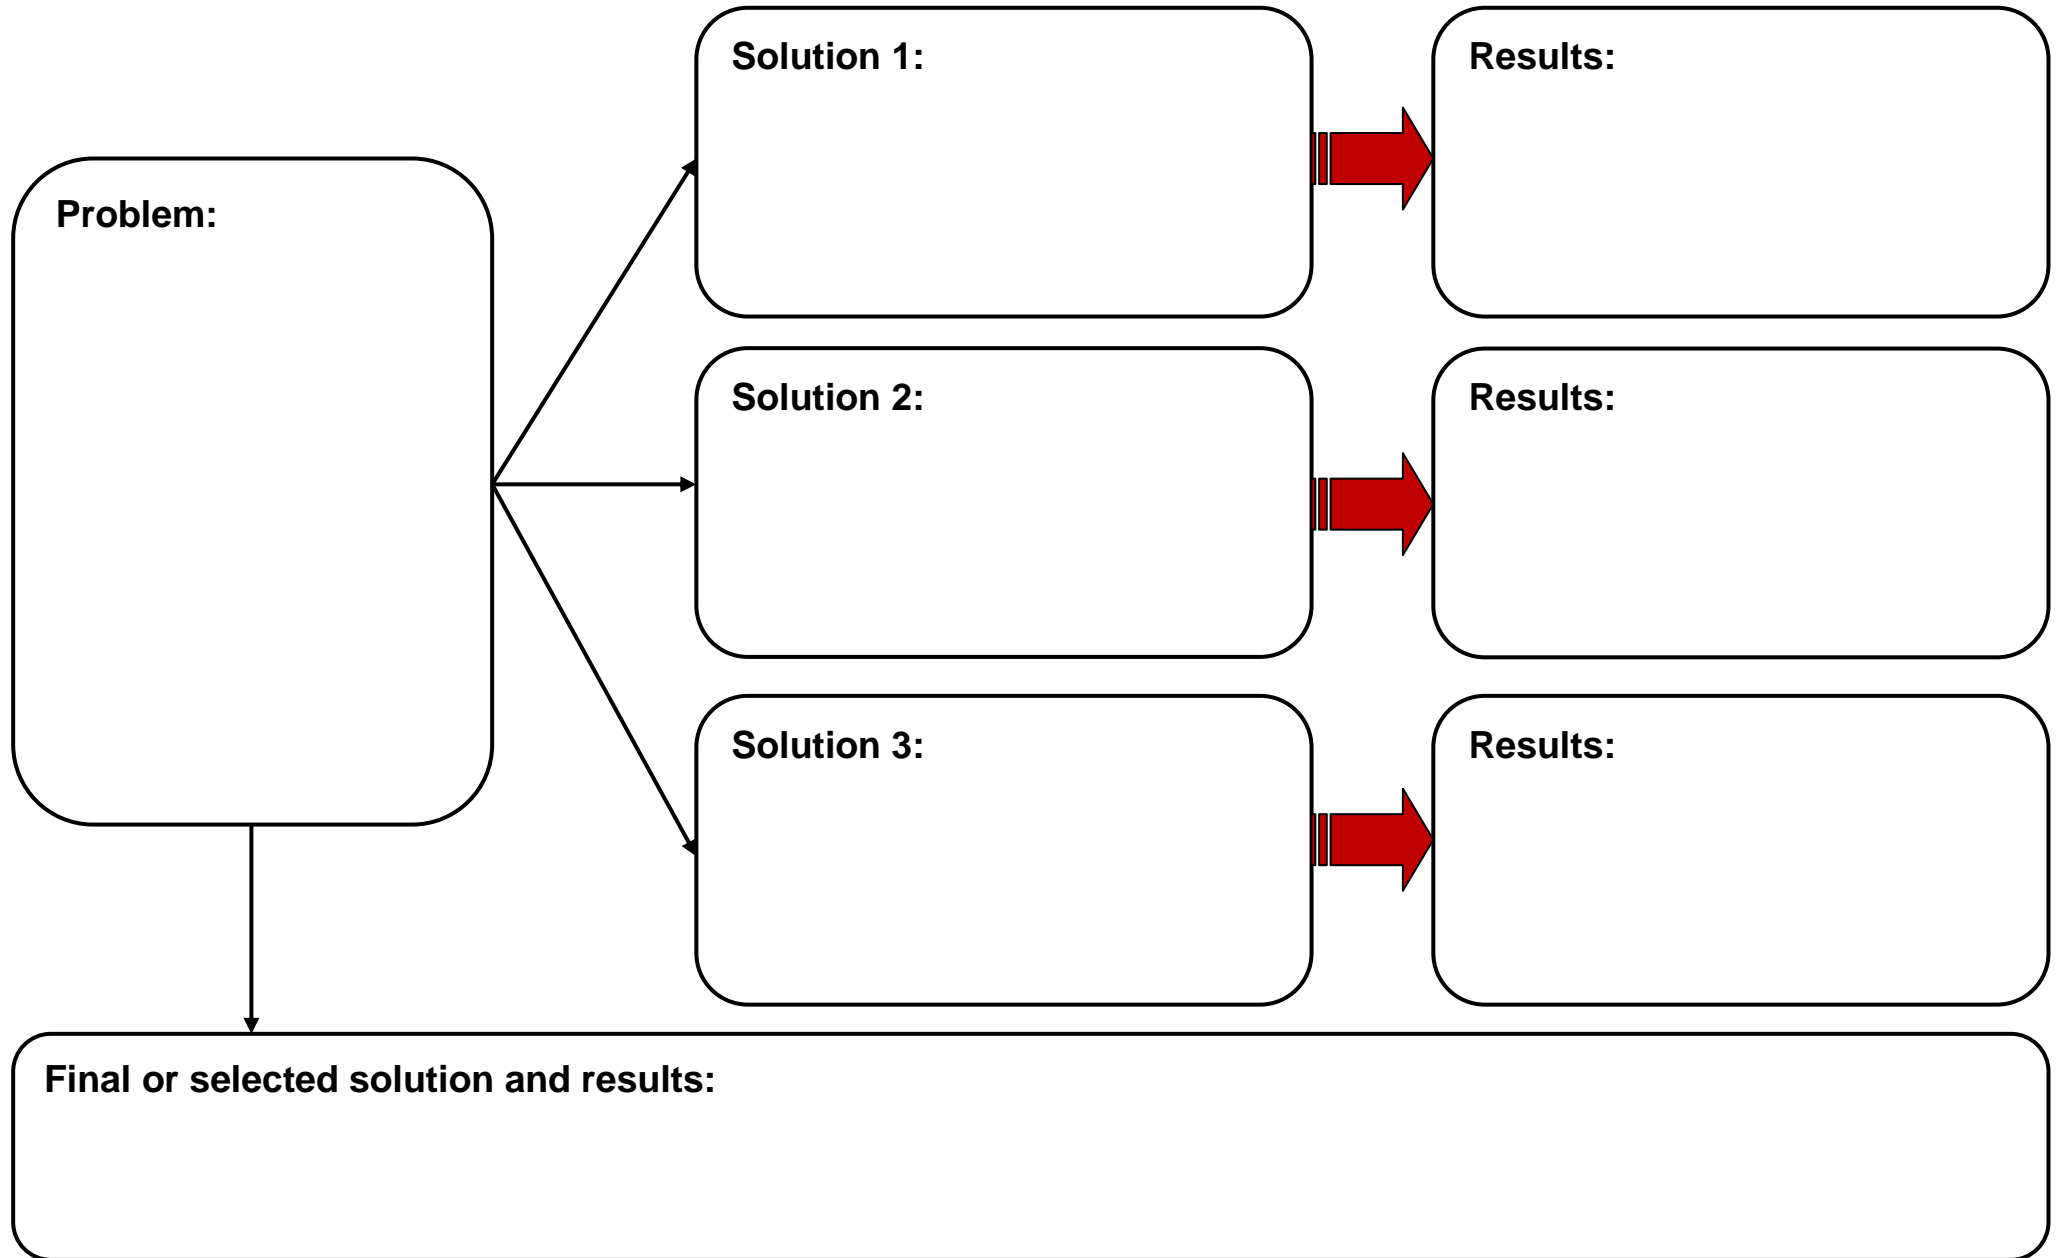 Problem:
Solution 1:
Results:
Solution 2:
Results:
Solution 3:
Results:
Final or selected solution and results: